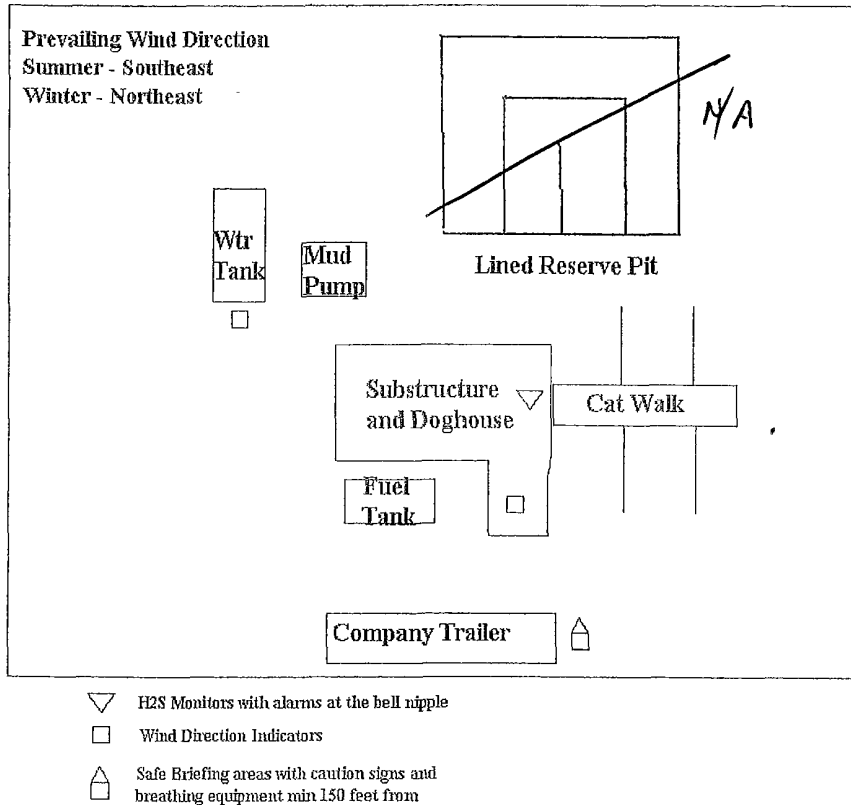 Prevailing Wind Direction
Summer - Southeast
Winter - Northeast
N/A
Wtr
Tank
Mud
Pump
Lined Reserve Pit
Substructure
and Doghouse
Cat Walk
Fuel
Tank
Company Trailer
H2S Monitors with alarms at the bell nipple
Wind Direction Indicators
Safe Briefing areas with caution signs and
breathing equipment min 150 feet from